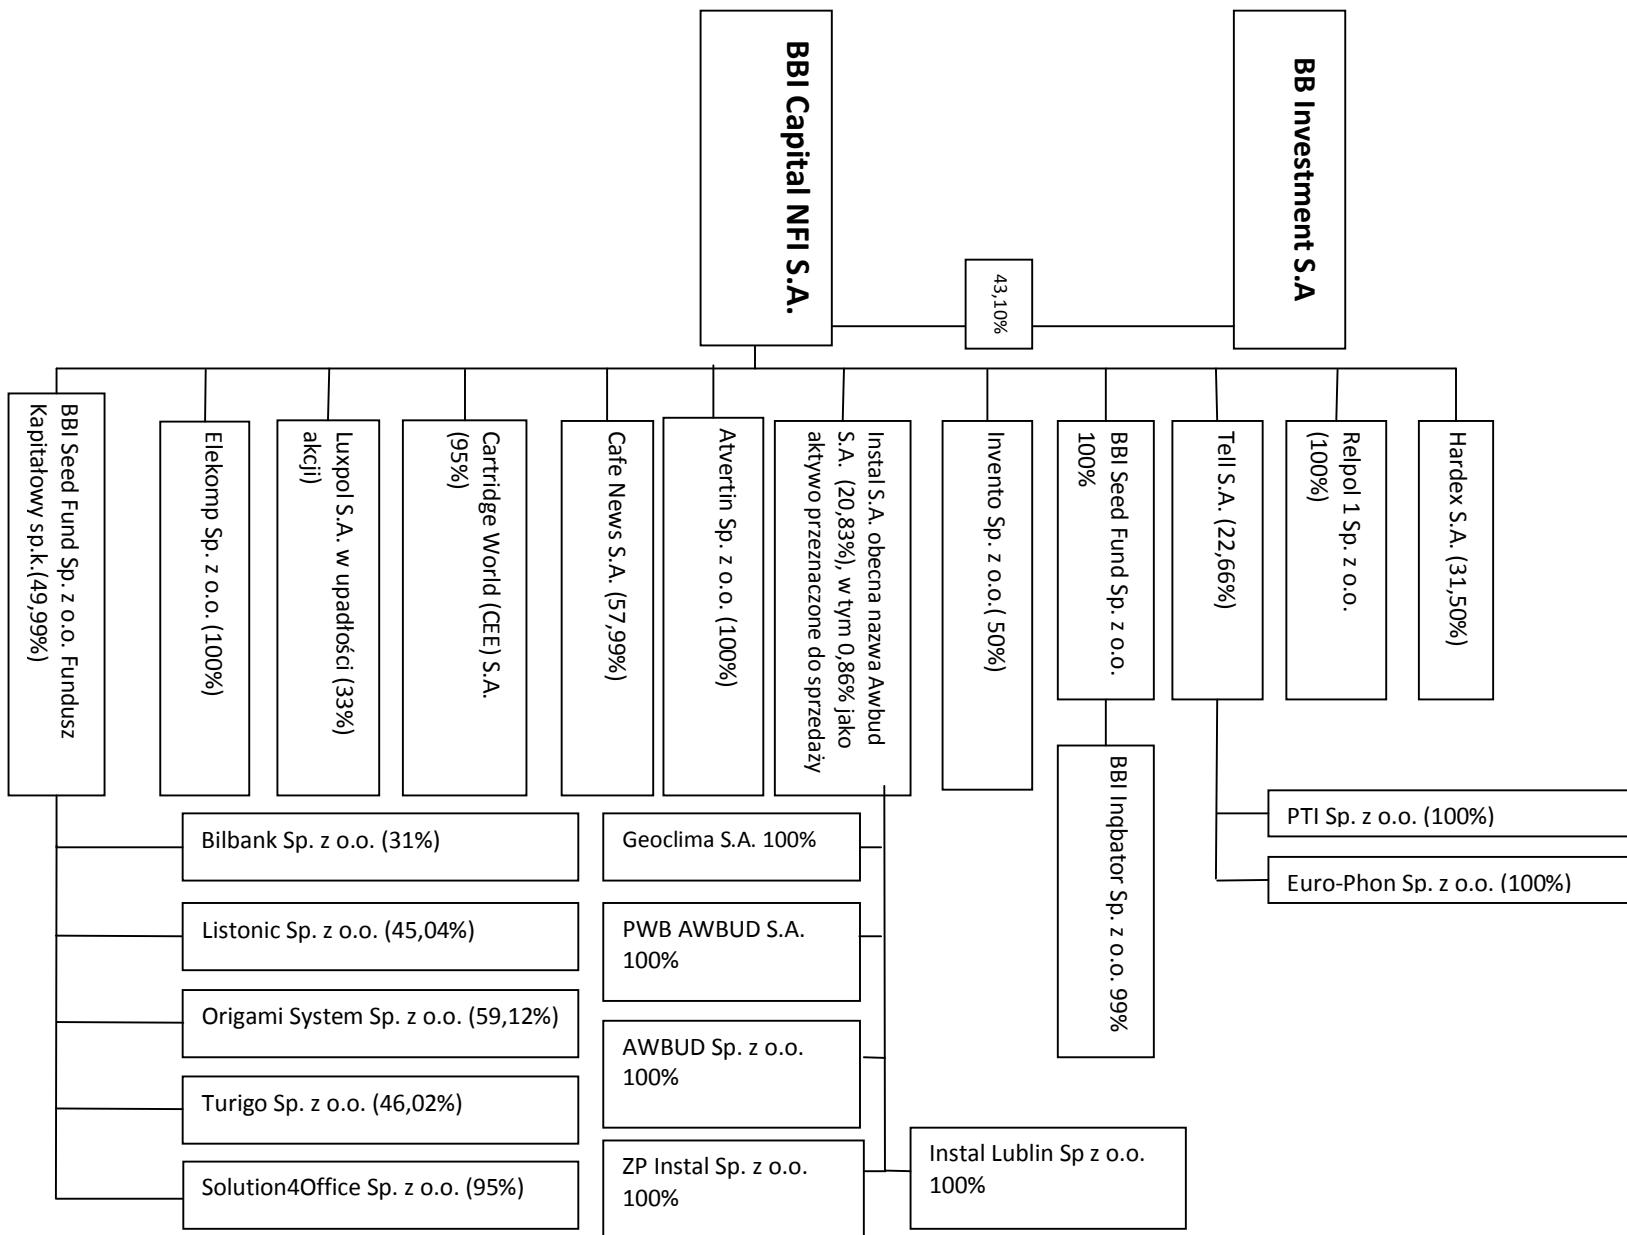 BBI Capital NFI S.A.
BB Investment S.A
43,10%
BBI Seed Fund Sp. z o.o. Fundusz
Kapitałowy sp.k.(49,99%)
Elekomp Sp. z o.o. (100%)
Luxpol S.A. w upadłości (33%
akcji)
Cartridge World (CEE) S.A.
(95%)
Cafe News S.A. (57,99%)
Atvertin Sp. z o.o. (100%)
Instal S.A. obecna nazwa Awbud
S.A. (20,83%), w tym 0,86% jako
aktywo przeznaczone do sprzedaży
Invento Sp. z o.o.( 50%)
BBI Seed Fund Sp. z o.o.
100%
Tell S.A. (22,66%)
Relpol 1 Sp. z o.o.
(100%)
Hardex S.A. (31,50%)
BBI Inqbator Sp. z o.o. 99%
PTI Sp. z o.o. (100%)
Euro-Phon Sp. z o.o. (100%)
Bilbank Sp. z o.o. (31%)
Listonic Sp. z o.o. (45,04%)
Origami System Sp. z o.o. (59,12%)
Turigo Sp. z o.o. (46,02%)
Solution4Office Sp. z o.o. (95%)
Geoclima S.A. 100%
PWB AWBUD S.A.
100%
AWBUD Sp. z o.o.
100%
ZP Instal Sp. z o.o.
100%
Instal Lublin Sp z o.o.
100%